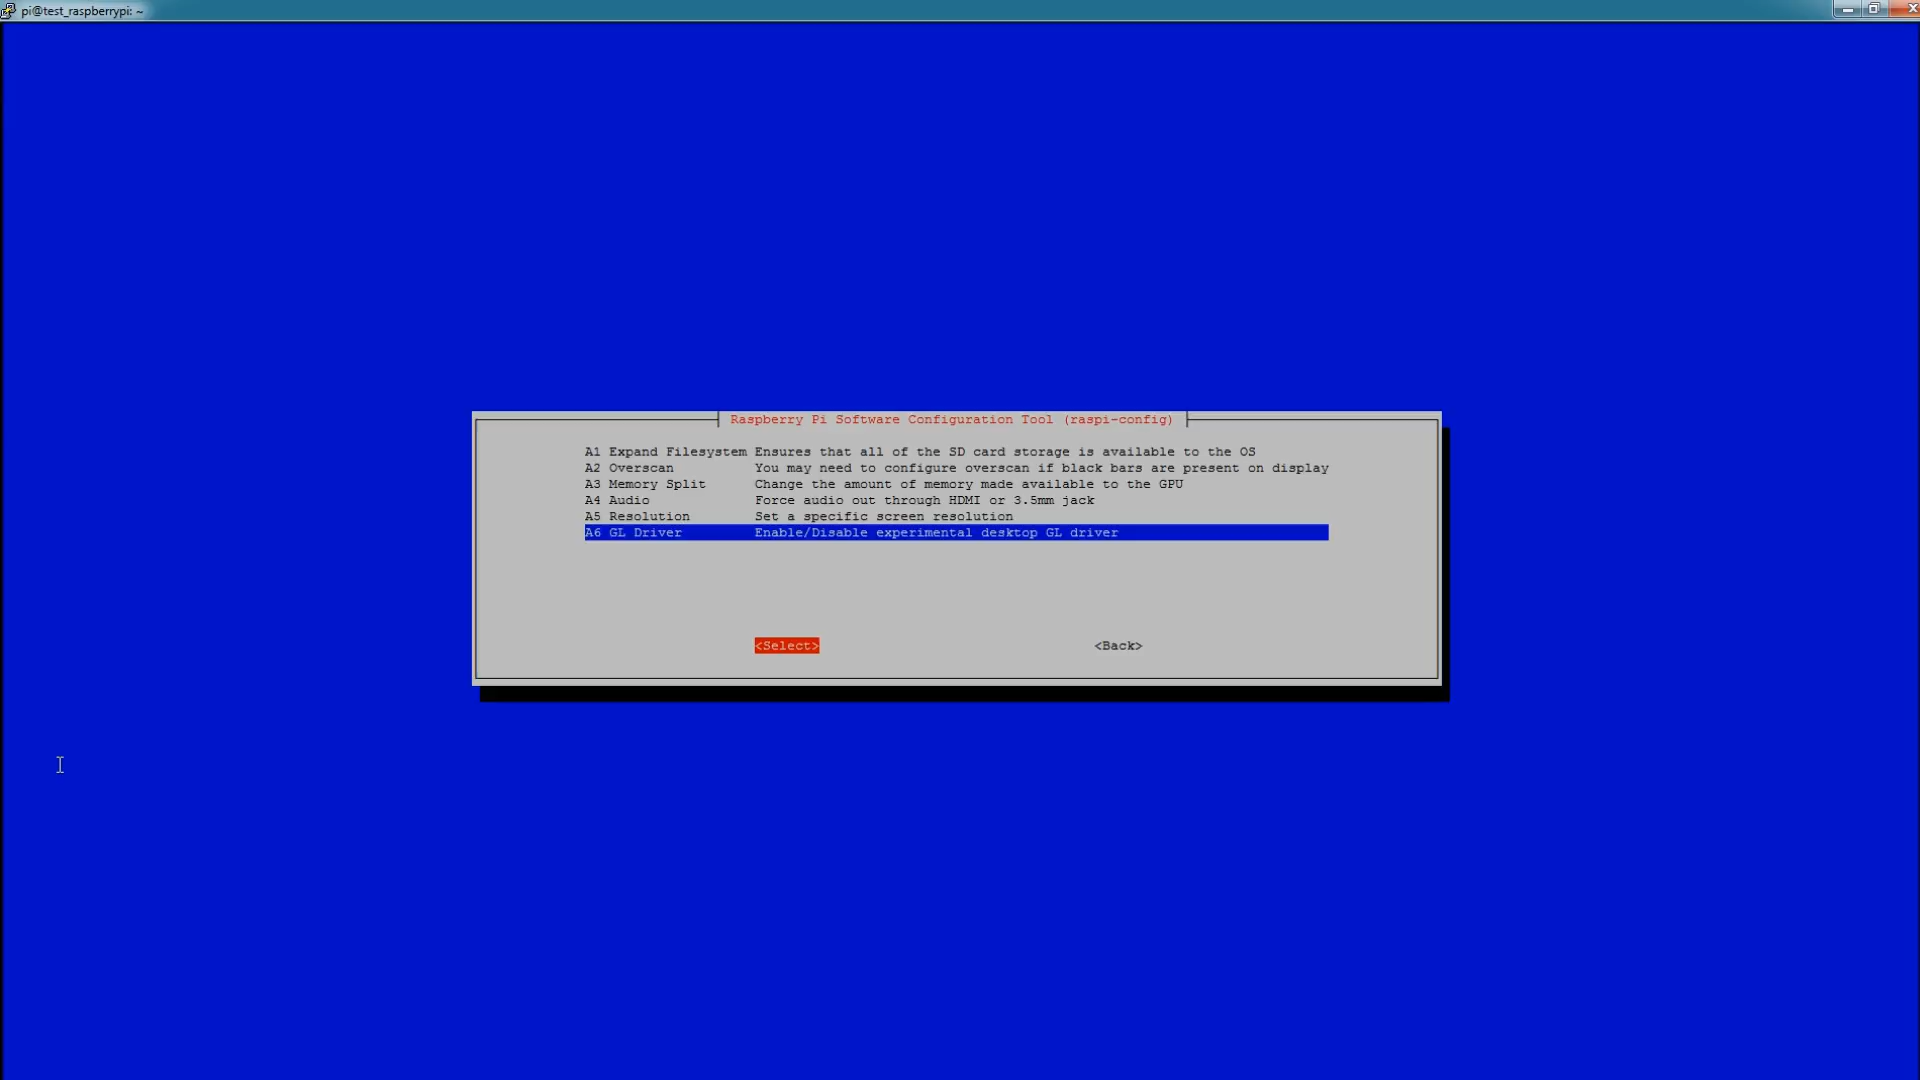 pi@test_raspberrypi: ~
Raspberry Pi Software Configuration Tool (raspi-config)
A1 Expand Filesystem Ensures that all of the SD card storage is available to the OS
A2 Overscan You may need to configure overscan if black bars are present on display
A3 Memory Split Change the amount of memory made available to the GPU
A4 Audio Force audio out through HDMI or 3.5mm jack
A5 Resolution Set a specific screen resolution
A6 GL Driver Enable/Disable experimental desktop GL driver
<Select> <Back>